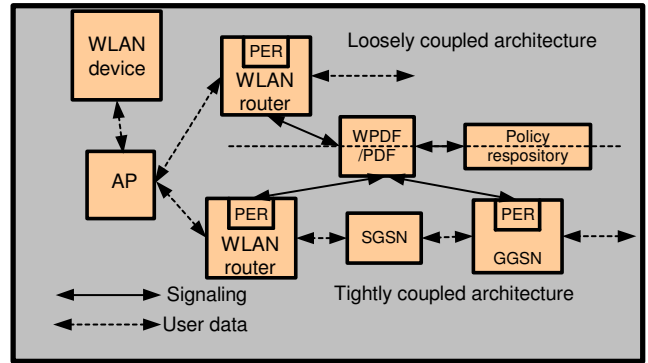 WLAN
device
PER
WLAN
router
Loosely coupled architecture
WPDF
/PDF
Policy
respository
AP
PER
WLAN
router
SGSN
PER
GGSN
Signaling
User data
Tightly coupled architecture